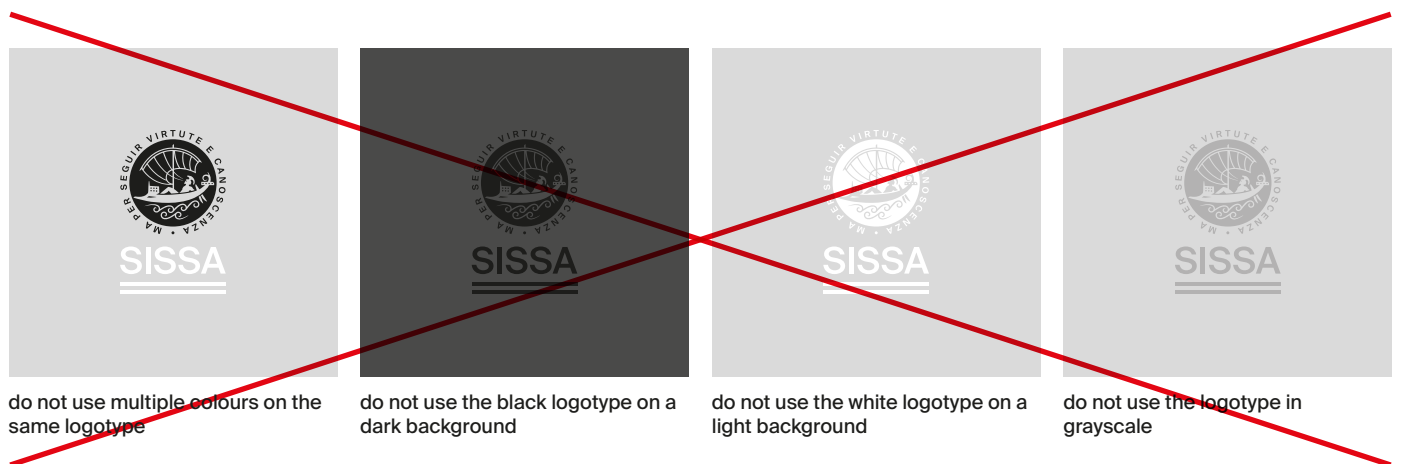 MA PER SEGUIR VIRTUTE E CANOSCENZA •
SISSA
MA PER SEGUIR VIRTUTE E CANOSCENZA •
SISSA
MA PER SEGUIR VIRTUTE E CANOSCENZA •
SISSA
MA PER SEGUIR VIRTUTE E CANOSCENZA •
SISSA
do not use multiple colours on the
same logotype
do not use the black logotype on a
dark background
do not use the white logotype on a
light background
do not use the logotype in
grayscale